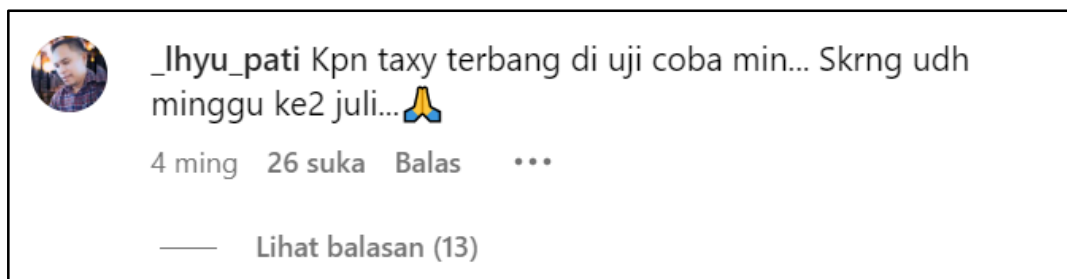 _lhyu_pati Kpn taxy terbang di uji coba min... Skrng udh
minggu ke2 juli...🙏
4 ming 26 suka Balas •••
Lihat balasan (13)